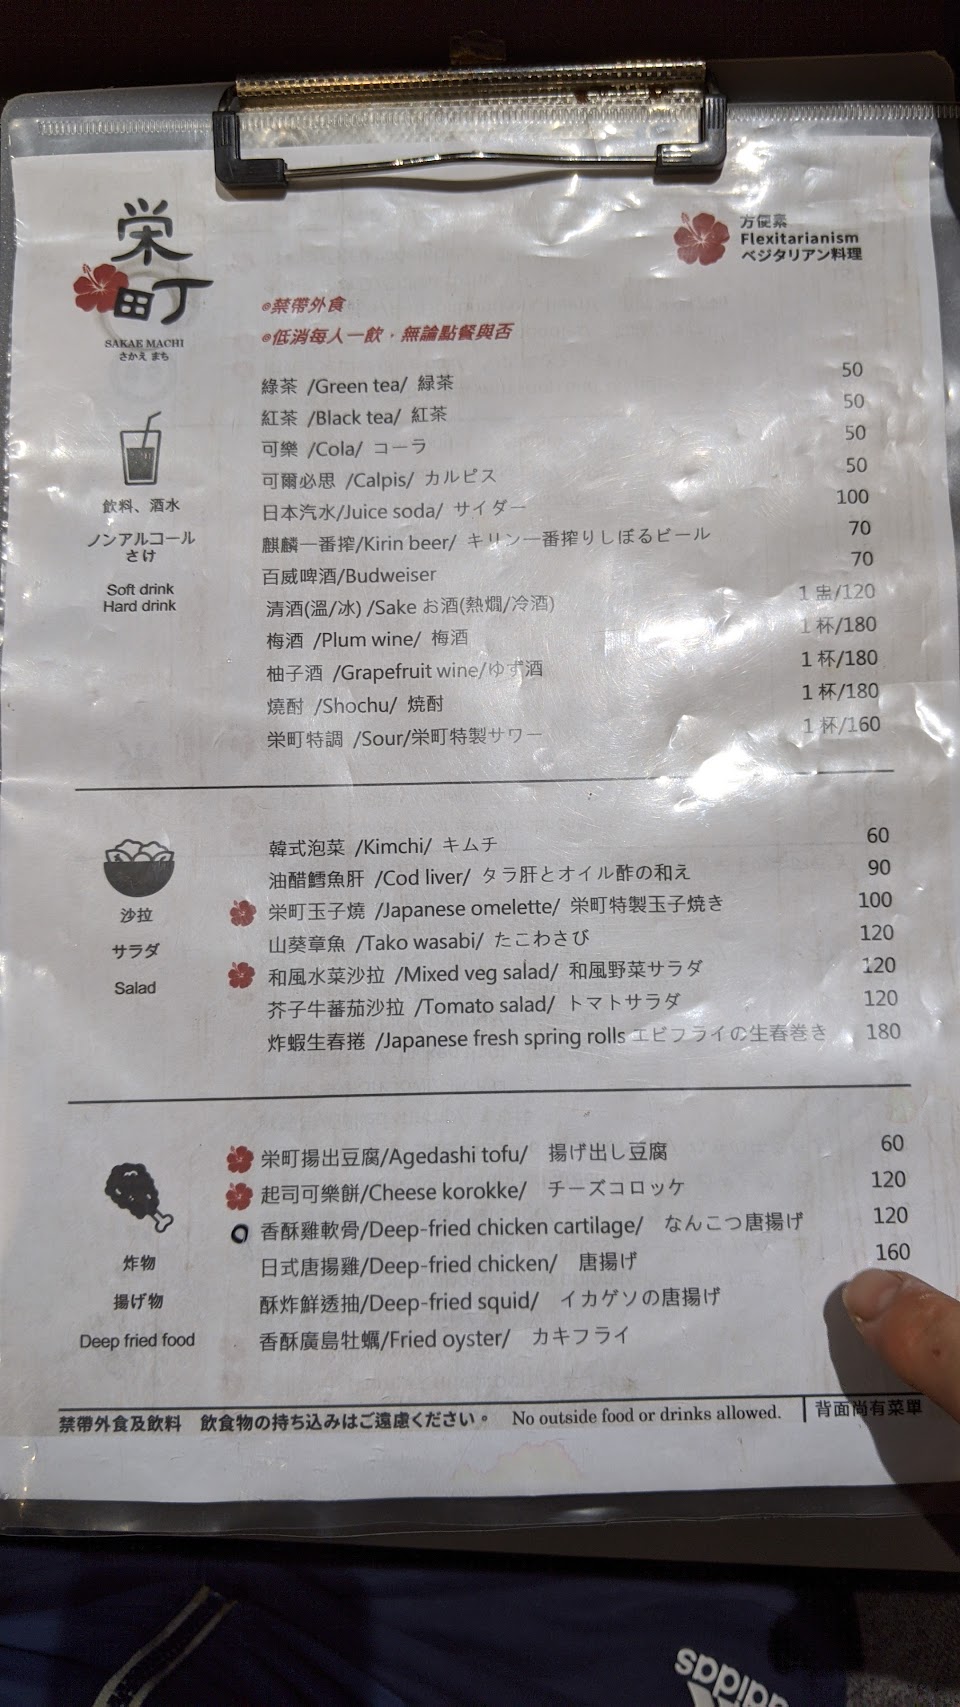 栄町
SAKAE MACHI
さかえ まち
方便素
Flexitarianism
ベジタリアン料理
◎禁帶外食
◎低消每人一飲,無論點餐與否
飲料、酒水
ノンアルコール
さけ
Soft drink
Hard drink
綠茶 /Green tea/ 緑茶 50
紅茶 /Black tea/ 紅茶 50
可樂 /Cola/ コーラ 50
可爾必思 /Calpis/ カルピス 50
日本汽水/Juice soda/ サイダー 100
麒麟一番搾/Kirin beer/ キリン一番搾りしぼるビール 70
百威啤酒/Budweiser 70
清酒(溫/冰) /Sake お酒(熱燗/冷酒) 1 盅/120
梅酒 /Plum wine/ 梅酒 1 杯/180
柚子酒 /Grapefruit wine/ゆず酒 1 杯/180
燒酎 /Shochu/ 焼酎 1 杯/180
栄町特調 /Sour/栄町特製サワー 1 杯/160
沙拉
サラダ
Salad
韓式泡菜 /Kimchi/ キムチ 60
油醋鱈魚肝 /Cod liver/ タラ肝とオイル酢の和え 90
栄町玉子燒 /Japanese omelette/ 栄町特製玉子焼き 100
山葵章魚 /Tako wasabi/ たこわさび 120
和風水菜沙拉 /Mixed veg salad/ 和風野菜サラダ 120
芥子牛蕃茄沙拉 /Tomato salad/ トマトサラダ 120
炸蝦生春捲 /Japanese fresh spring rolls エビフライの生春巻き 180
炸物
揚げ物
Deep fried food
栄町揚出豆腐/Agedashi tofu/ 揚げ出し豆腐 60
起司可樂餅/Cheese korokke/ チーズコロッケ 120
香酥雞軟骨/Deep-fried chicken cartilage/ なんこつ唐揚げ 120
日式唐揚雞/Deep-fried chicken/ 唐揚げ 160
酥炸鮮透抽/Deep-fried squid/ イカゲソの唐揚げ
香酥廣島牡蠣/Fried oyster/ カキフライ
禁帶外食及飲料 飲食物の持ち込みはご遠慮ください。 No outside food or drinks allowed. 背面尚有菜單
adidas